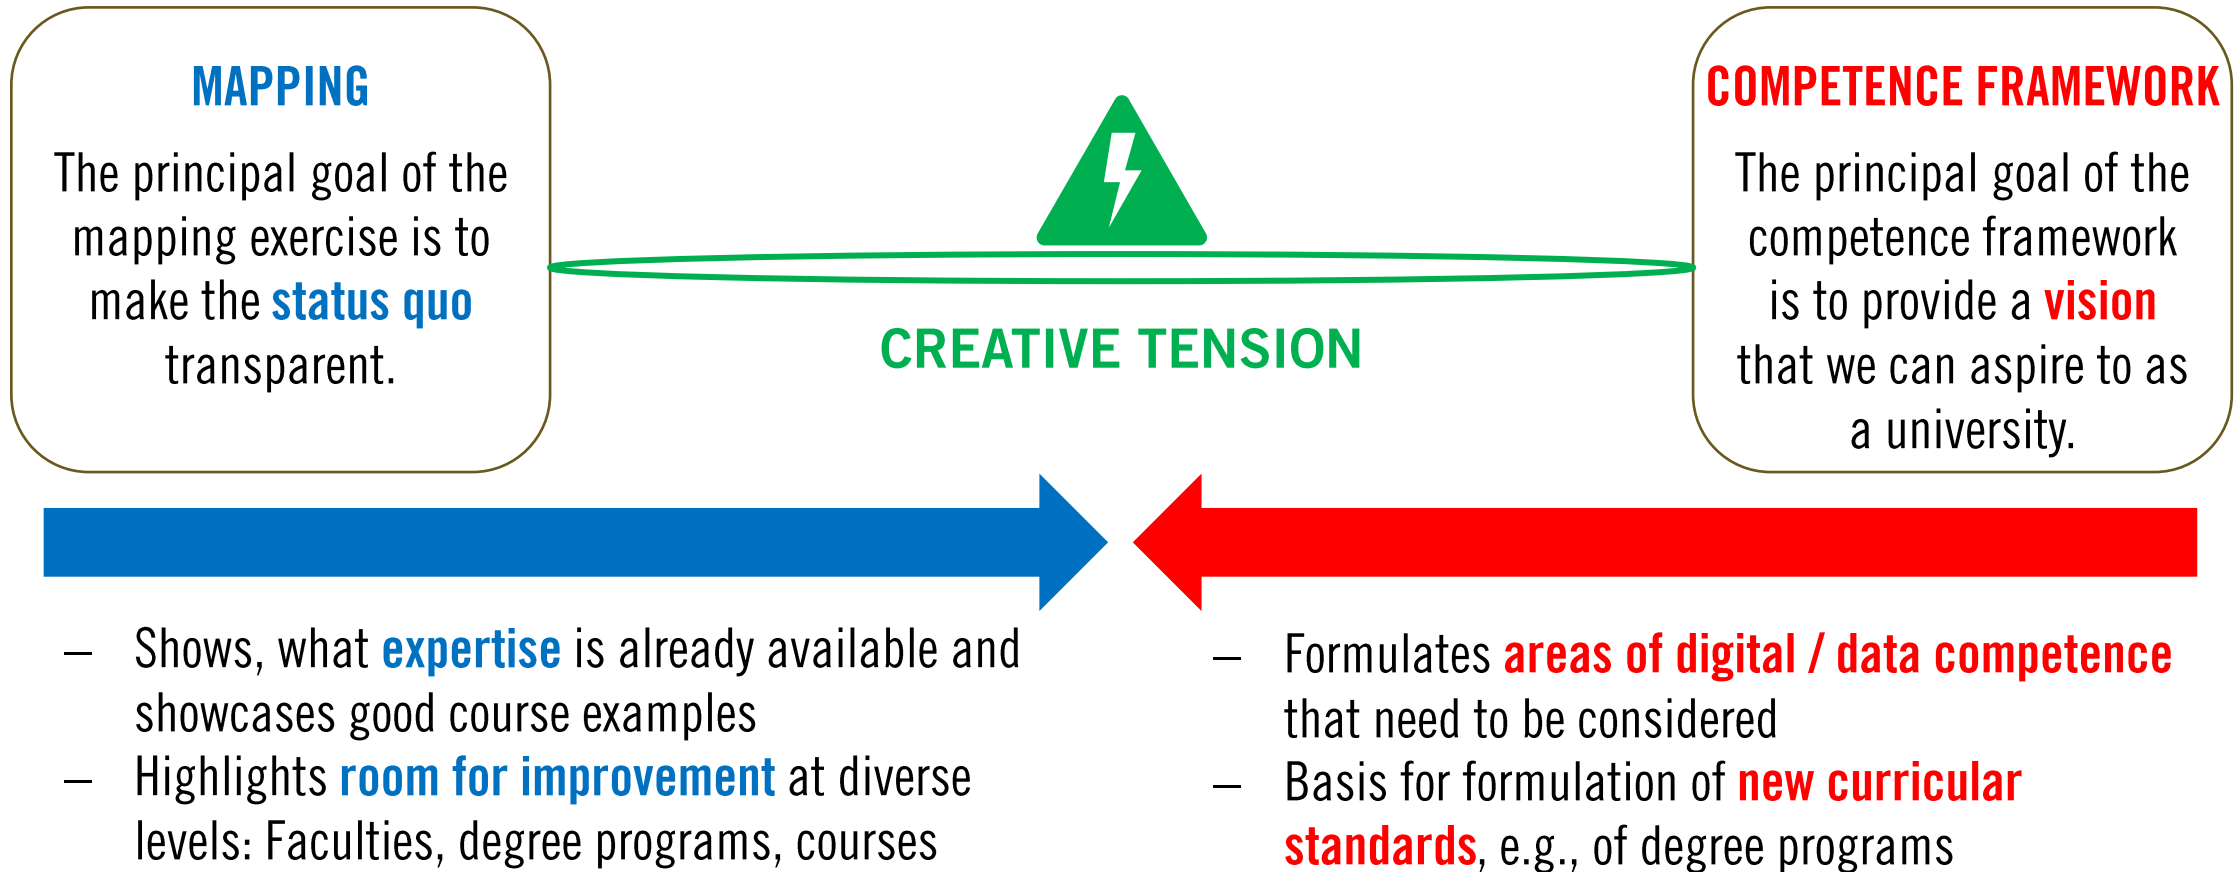 MAPPING
The principal goal of the
mapping exercise is to
make the status quo
transparent.
CREATIVE TENSION
COMPETENCE FRAMEWORK
The principal goal of the
competence framework
is to provide a vision
that we can aspire to as
a university.
– Shows, what expertise is already available and
showcases good course examples
– Highlights room for improvement at diverse
levels: Faculties, degree programs, courses
– Formulates areas of digital / data competence
that need to be considered
– Basis for formulation of new curricular
standards, e.g., of degree programs